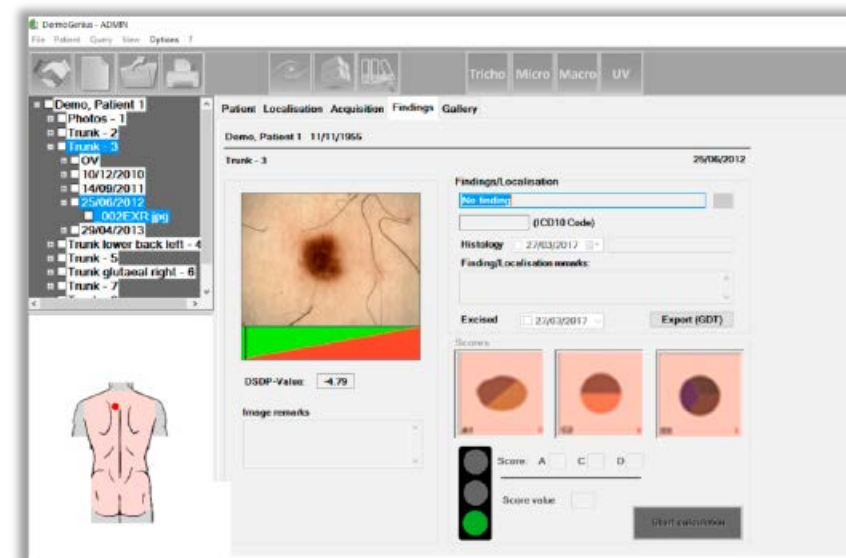 DermoGenius - ADMIN
File Patient Query View Options ?
Tricho Micro Macro UV
Demo, Patient 1
Photos - 1
Trunk - 2
Trunk - 3
OV
10/12/2010
14/09/2011
25/06/2012
002EXR.jpg
29/04/2013
Trunk lower back left - 4
Trunk - 5
Trunk glutaeal right - 6
Trunk - 7
Patient Localisation Acquisition Findings Gallery
Demo, Patient 1 11/11/1955
Trunk - 3 25/06/2012
DSDP-Value: -4.79
Image remarks
Findings/Localisation
No finding
(ICD10 Code)
Histology 27/03/2017
Finding/Localisation remarks:
Excised 27/03/2017 Export (GDT)
Scores
Score: A C D
Score value
Start calculation